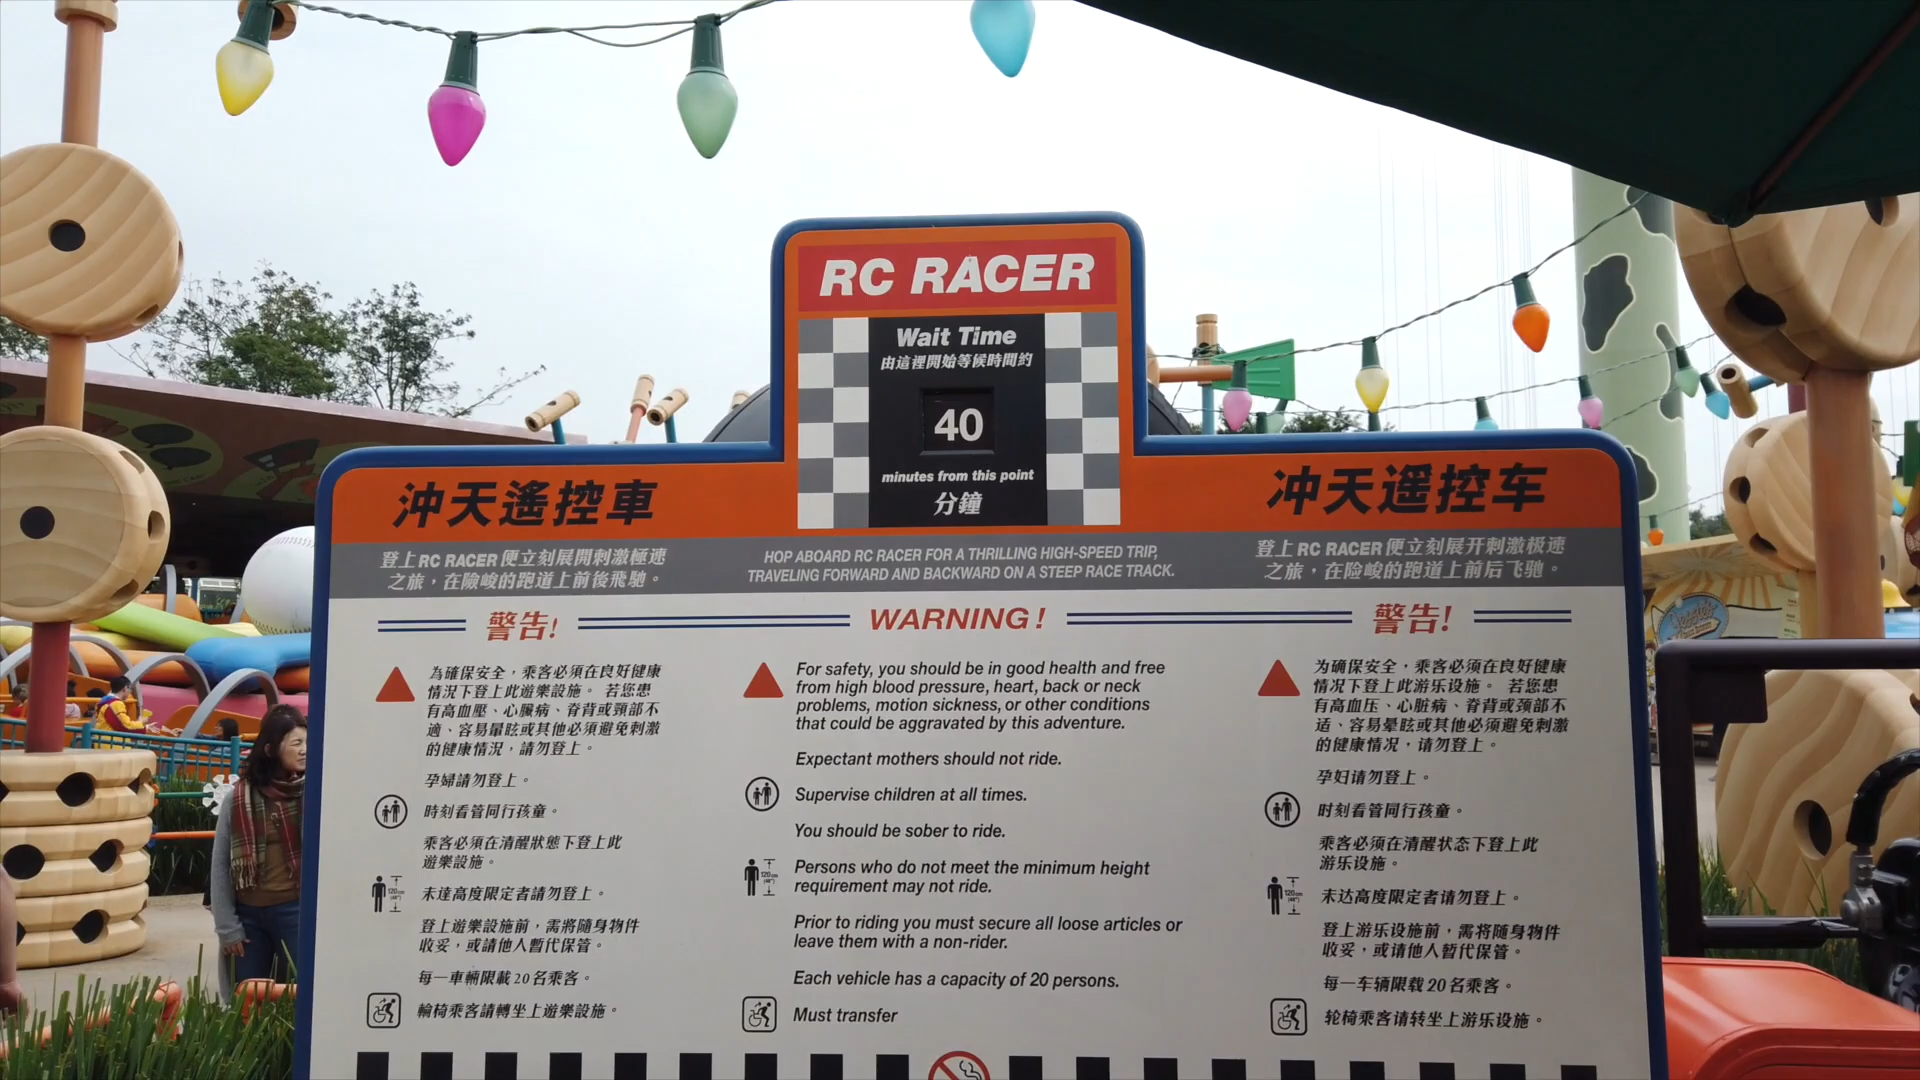 RC RACER
Wait Time
由這裡開始等候時間約
40
minutes from this point
分鐘
沖天遙控車
登上 RC RACER 便立刻展開刺激極速
之旅，在險峻的跑道上前後飛馳。
HOP ABOARD RC RACER FOR A THRILLING HIGH-SPEED TRIP,
TRAVELING FORWARD AND BACKWARD ON A STEEP RACE TRACK.
冲天遥控车
登上 RC RACER 便立刻展开刺激极速
之旅，在险峻的跑道上前后飞驰。
警告!
為確保安全，乘客必須在良好健康
情況下登上此遊樂設施。 若您患
有高血壓、心臟病、脊背或頸部不
適、容易暈眩或其他必須避免刺激
的健康情況，請勿登上。
孕婦請勿登上。
時刻看管同行孩童。
乘客必須在清醒狀態下登上此
遊樂設施。
120cm
(48")
未達高度限定者請勿登上。
登上遊樂設施前，需將隨身物件
收妥，或請他人暫代保管。
每一車輛限載 20 名乘客。
輪椅乘客請轉坐上遊樂設施。
WARNING !
For safety, you should be in good health and free
from high blood pressure, heart, back or neck
problems, motion sickness, or other conditions
that could be aggravated by this adventure.
Expectant mothers should not ride.
Supervise children at all times.
You should be sober to ride.
120cm
(48")
Persons who do not meet the minimum height
requirement may not ride.
Prior to riding you must secure all loose articles or
leave them with a non-rider.
Each vehicle has a capacity of 20 persons.
Must transfer
警告!
为确保安全，乘客必须在良好健康
情况下登上此游乐设施。 若您患
有高血压、心脏病、脊背或颈部不
适、容易晕眩或其他必须避免刺激
的健康情况，请勿登上。
孕妇请勿登上。
时刻看管同行孩童。
乘客必须在清醒状态下登上此
游乐设施。
120cm
(48")
未达高度限定者请勿登上。
登上游乐设施前，需将随身物件
收妥，或请他人暂代保管。
每一车辆限载 20 名乘客。
轮椅乘客请转坐上游乐设施。